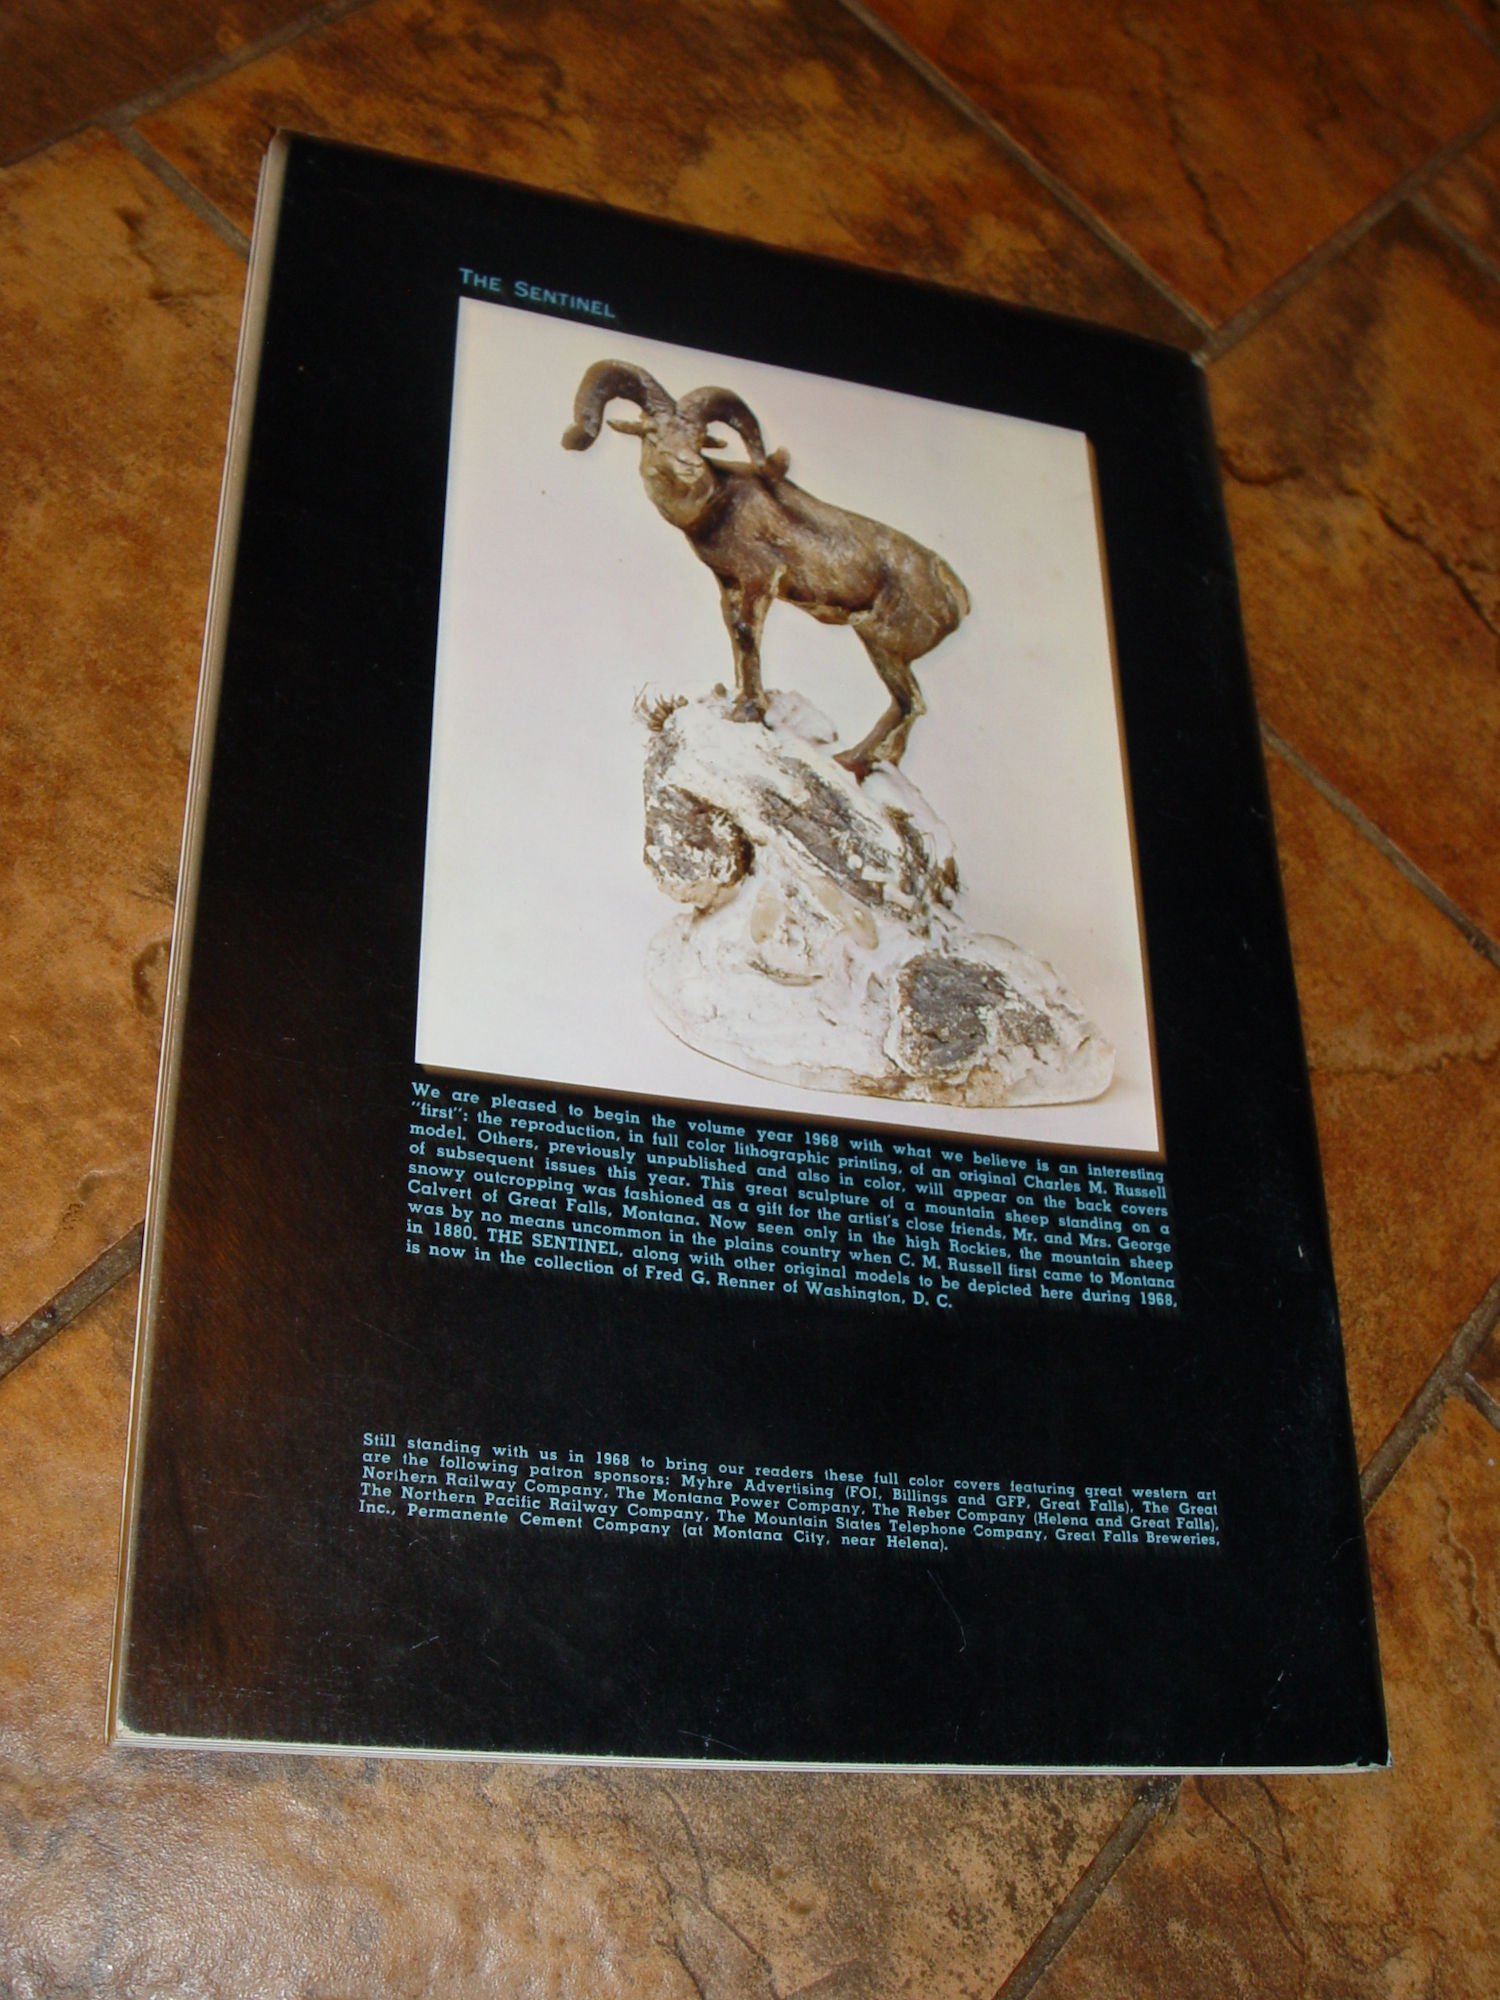 THE SENTINEL
We are pleased to begin the volume year 1968 with what we believe is an interesting
"first": the reproduction, in full color lithographic printing, of an original Charles M. Russell
model. Others, previously unpublished and also in color, will appear on the back covers
of subsequent issues this year. This great sculpture of a mountain sheep standing on a
snowy outcropping was fashioned as a gift for the artist's close friends, Mr. and Mrs. George
Calvert of Great Falls, Montana. Now seen only in the high Rockies, the mountain sheep
was by no means uncommon in the plains country when C. M. Russell first came to Montana
in 1880. THE SENTINEL, along with other original models to be depicted here during 1968,
is now in the collection of Fred G. Renner of Washington, D. C.
Still standing with us in 1968 to bring our readers these full color covers featuring great western art
are the following patron sponsors: Myhre Advertising (FOI, Billings and GFP, Great Falls), The Great
Northern Railway Company, The Montana Power Company, The Reber Company (Helena and Great Falls),
The Northern Pacific Railway Company, The Mountain States Telephone Company, Great Falls Breweries,
Inc., Permanente Cement Company (at Montana City, near Helena).